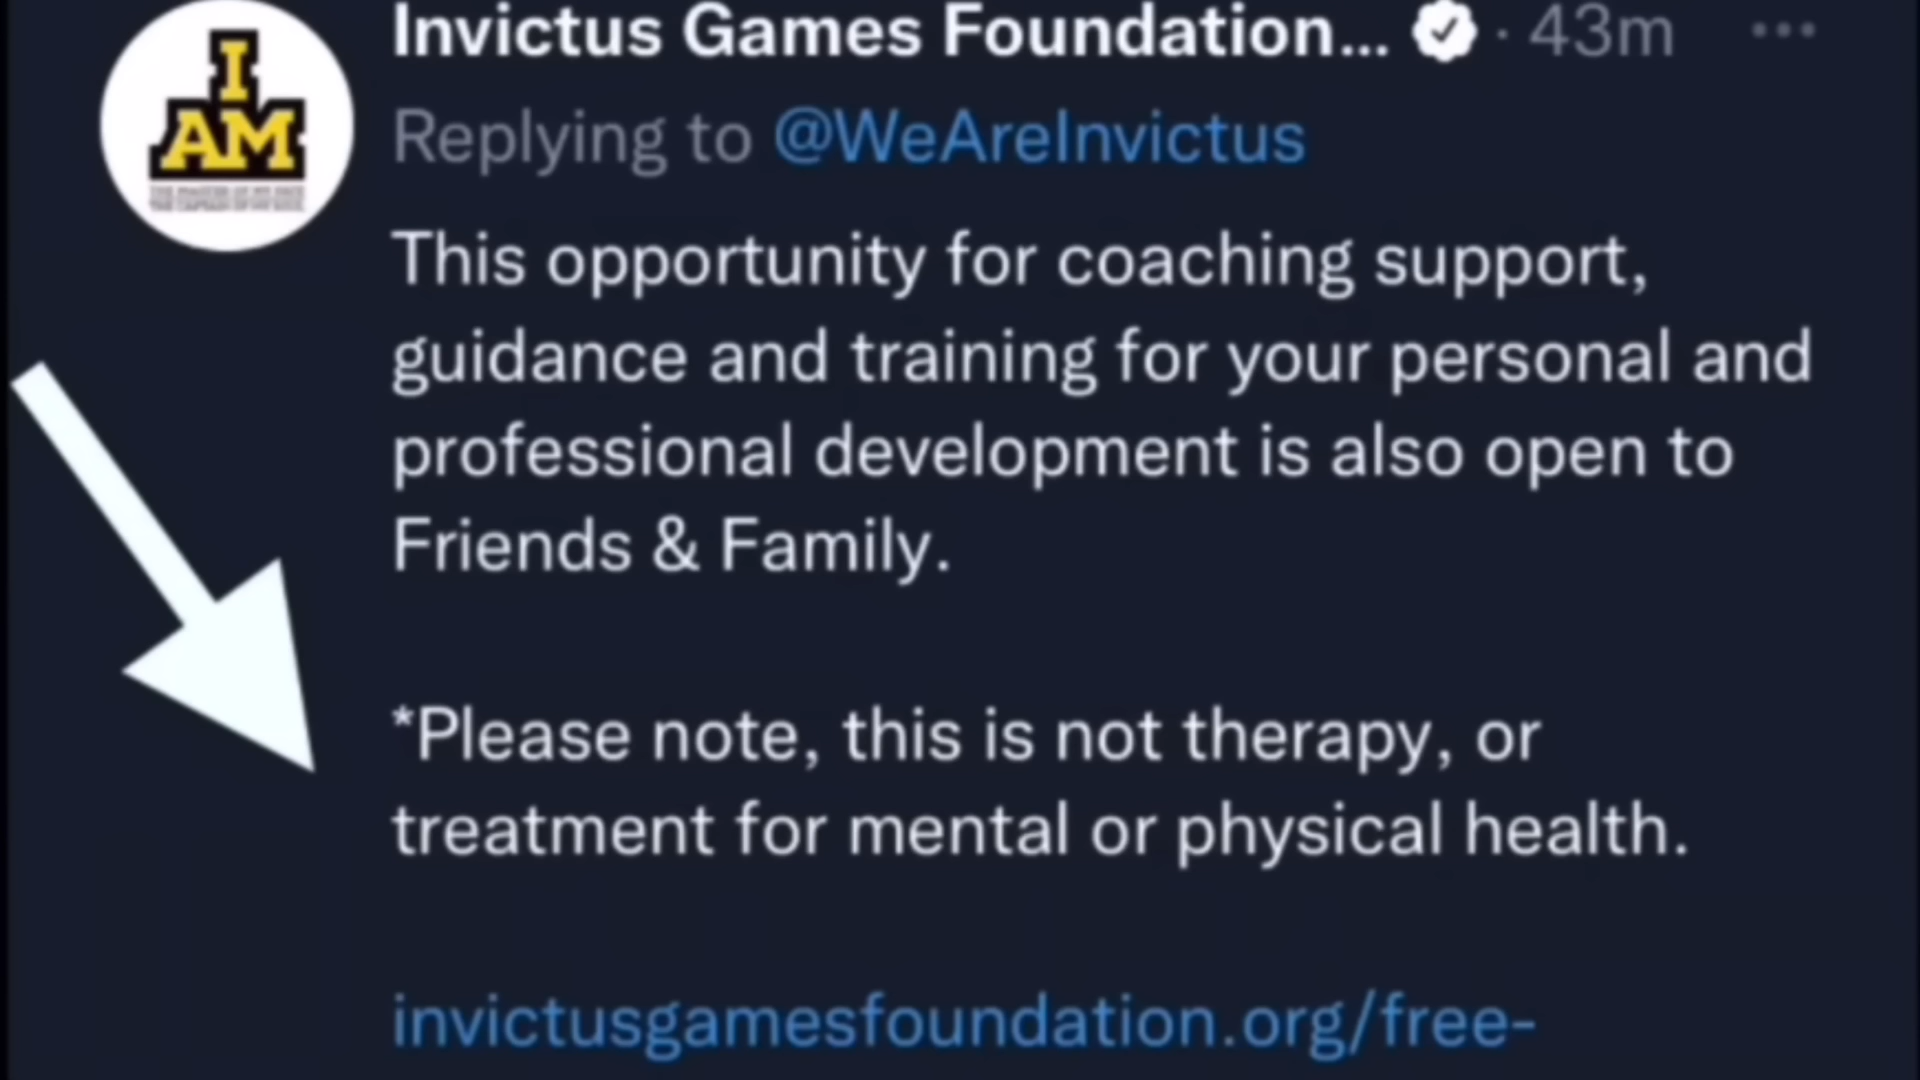 Invictus Games Foundation... · 43m
Replying to @WeAreInvictus
I
AM
This opportunity for coaching support,
guidance and training for your personal and
professional development is also open to
Friends & Family.
*Please note, this is not therapy, or
treatment for mental or physical health.
invictusgamesfoundation.org/free-